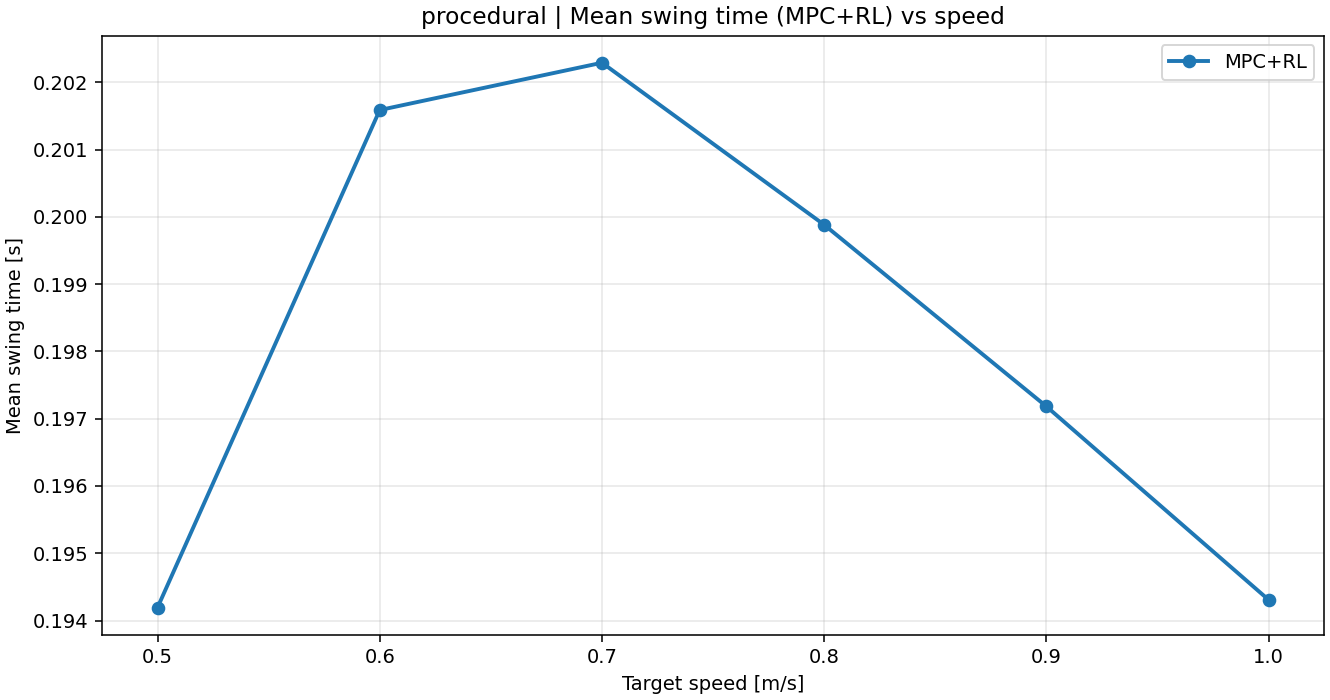 procedural | Mean swing time (MPC+RL) vs speed
MPC+RL
0.202
0.201
0.200
0.199
0.198
0.197
0.196
0.195
0.194
Mean swing time [s]
0.5 0.6 0.7 0.8 0.9 1.0
Target speed [m/s]